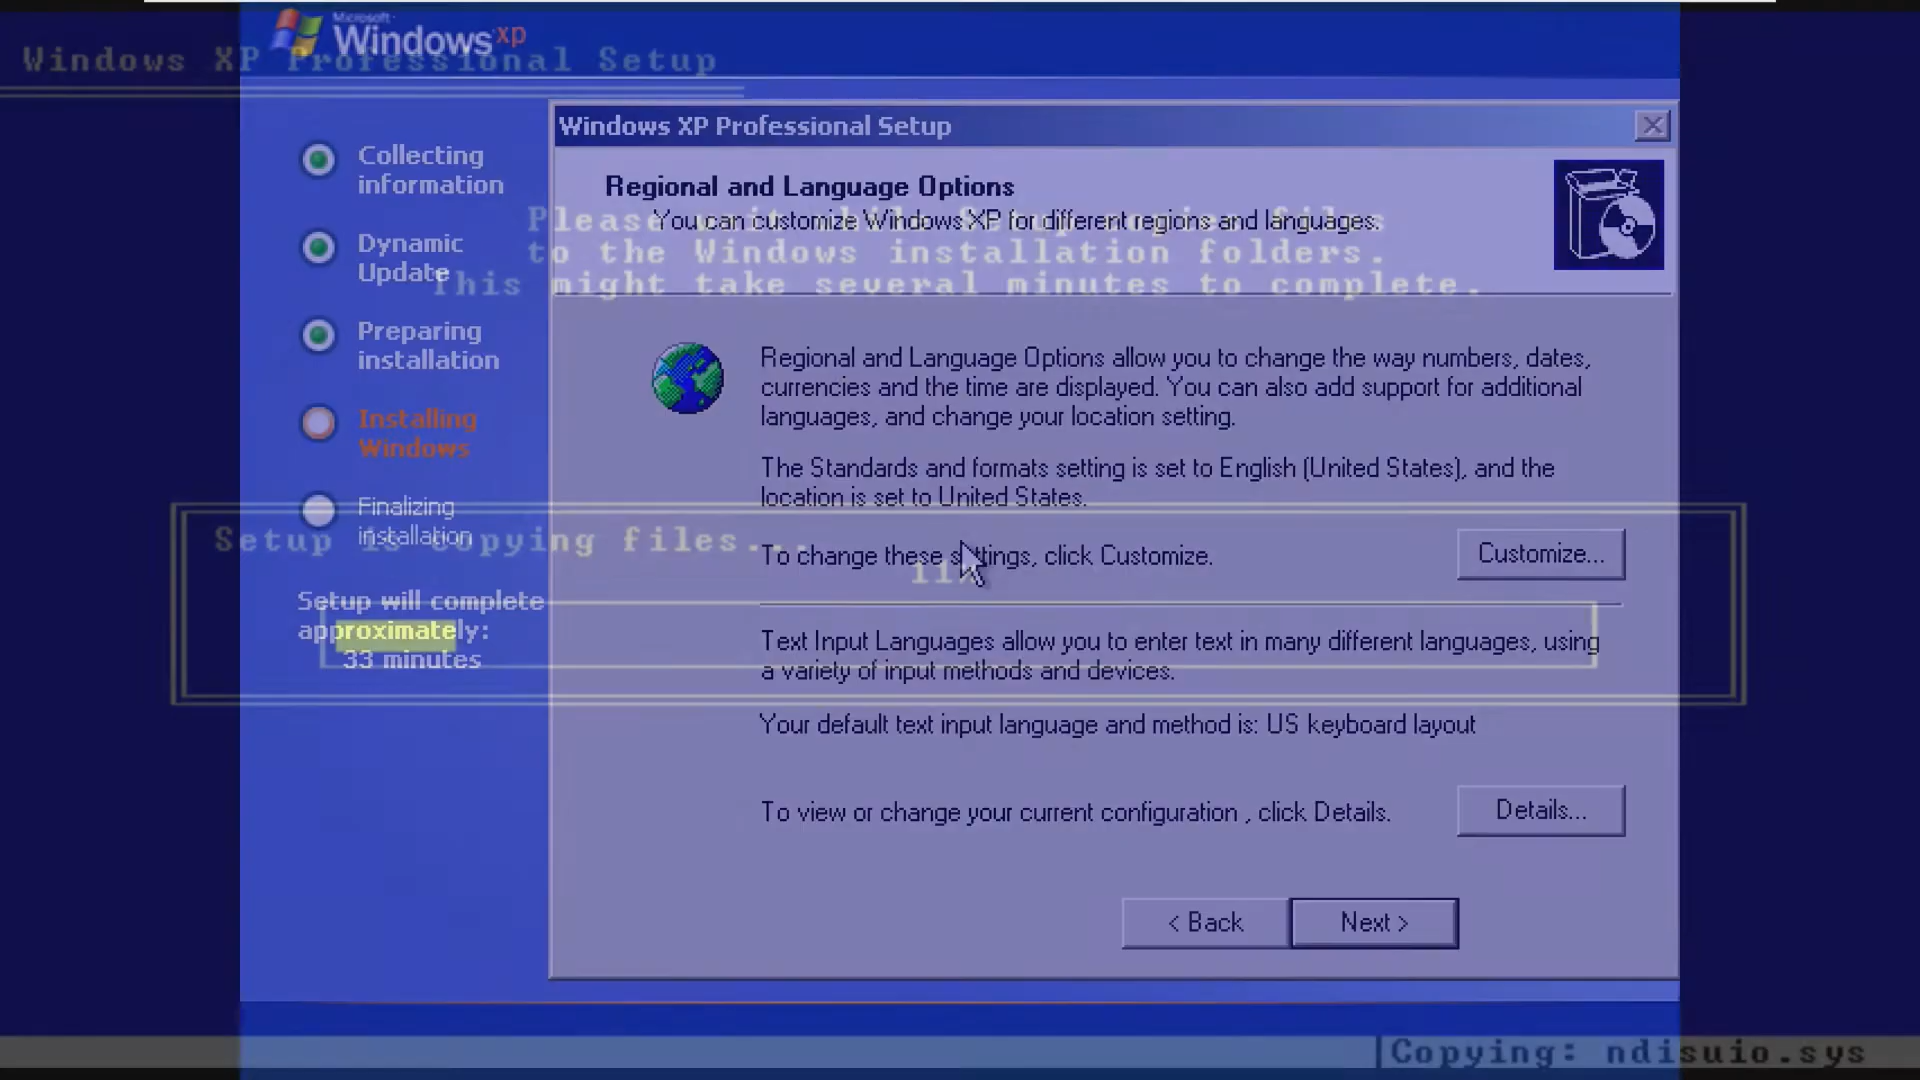 Microsoft
Windows xp
Windows XP Professional Setup
Windows XP Professional Setup
Collecting
information
Dynamic
Update
Preparing
installation
Installing
Windows
Finalizing
installation
Setup will complete
approximately:
33 minutes
Regional and Language Options
You can customize Windows XP for different regions and languages.
Please
files
to the Windows installation folders.
This might take several minutes to complete.
Regional and Language Options allow you to change the way numbers, dates,
currencies and the time are displayed. You can also add support for additional
languages, and change your location setting.
The Standards and formats setting is set to English (United States), and the
location is set to United States.
Setup is copying files...
To change these settings, click Customize.
Customize...
Text Input Languages allow you to enter text in many different languages, using
a variety of input methods and devices.
Your default text input language and method is: US keyboard layout
To view or change your current configuration , click Details.
Details...
< Back
Next >
Copying: ndisuio.sys